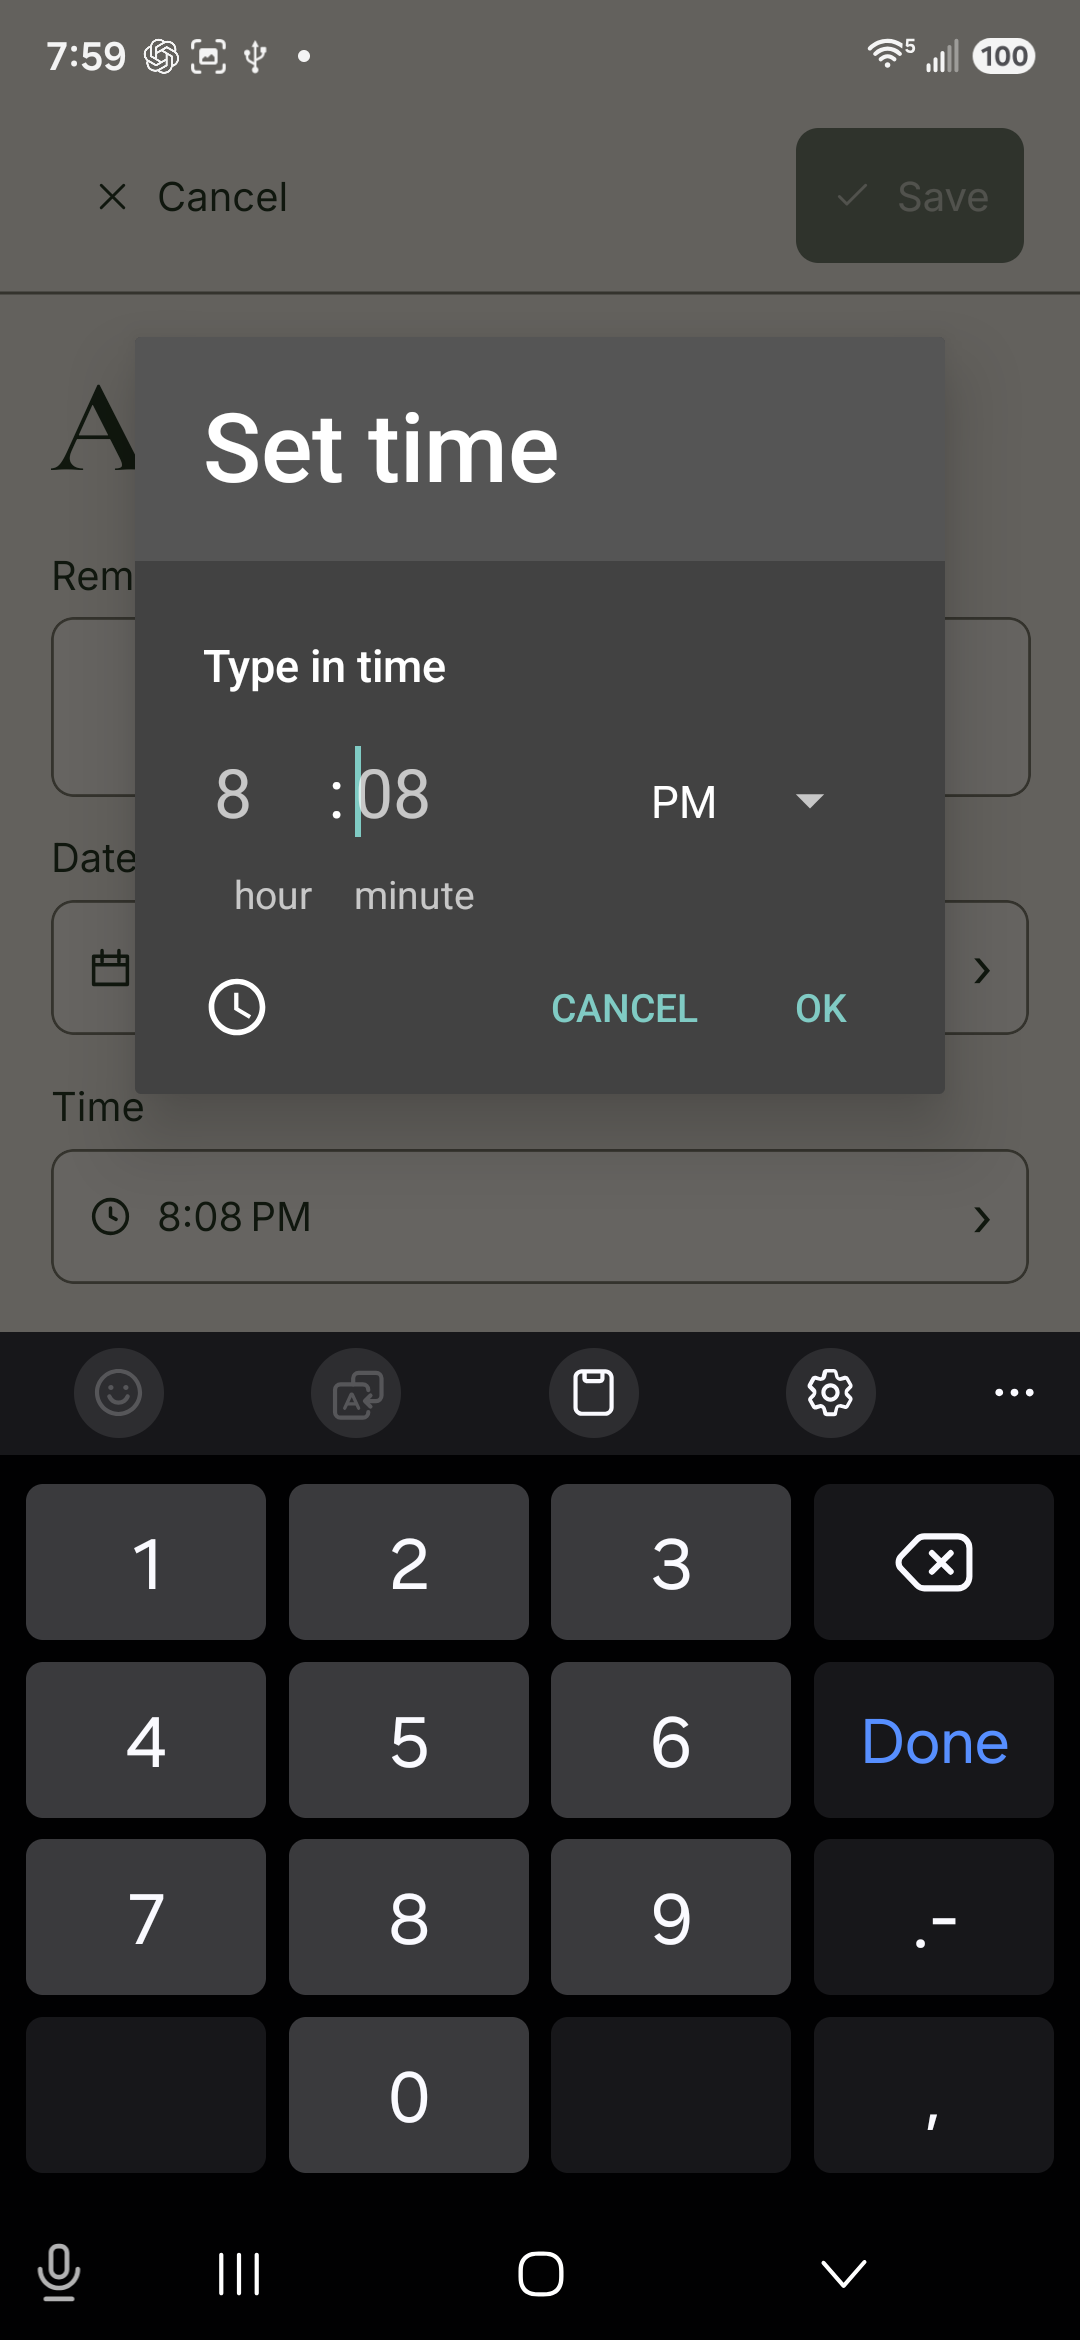 7:59
5
100
Cancel
Save
A
Set time
Rem
Type in time
8 : 08 PM
hour minute
Date
CANCEL OK
Time
8:08 PM
A
1 2 3
4 5 6 Done
7 8 9 .-
0 ,